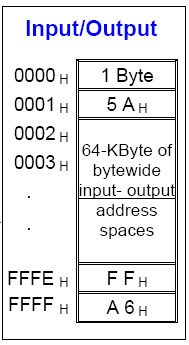 Input/Output
0000 H 1 Byte
0001 H 5 A H
0002 H
0003 H
64-KByte of
bytewide
input- output
address
spaces
.
.
FFFE H F F H
FFFF H A 6 H